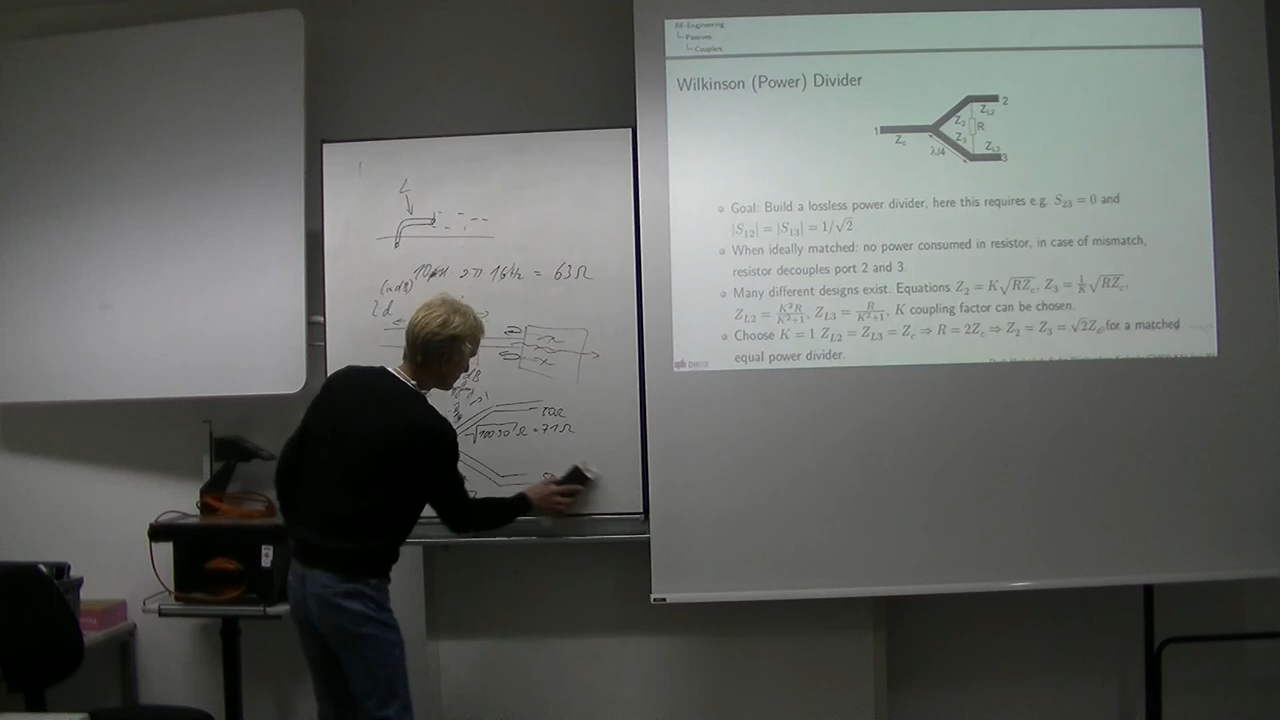 L
= 63Ω
2d
50Ω
√100 50' Ω = 71Ω
RF-Engineering
Passives
Couplers
Wilkinson (Power) Divider
1
Z_c
Z_2
Z_3
λ/4
R
Z_L2
Z_L3
2
3
Goal: Build a lossless power divider, here this requires e.g. S_23 = 0 and
|S_12| = |S_13| = 1/√2
When ideally matched: no power consumed in resistor, in case of mismatch,
resistor decouples port 2 and 3.
Many different designs exist. Equations Z_2 = K√RZ_c, Z_3 = 1/K √RZ_c,
Z_L2 = K²R/K²+1, Z_L3 = R/K²+1, K coupling factor can be chosen.
Choose K = 1 Z_L2 = Z_L3 = Z_c ⇒ R = 2Z_c ⇒ Z_2 = Z_3 = √2Z_c for a matched
equal power divider.